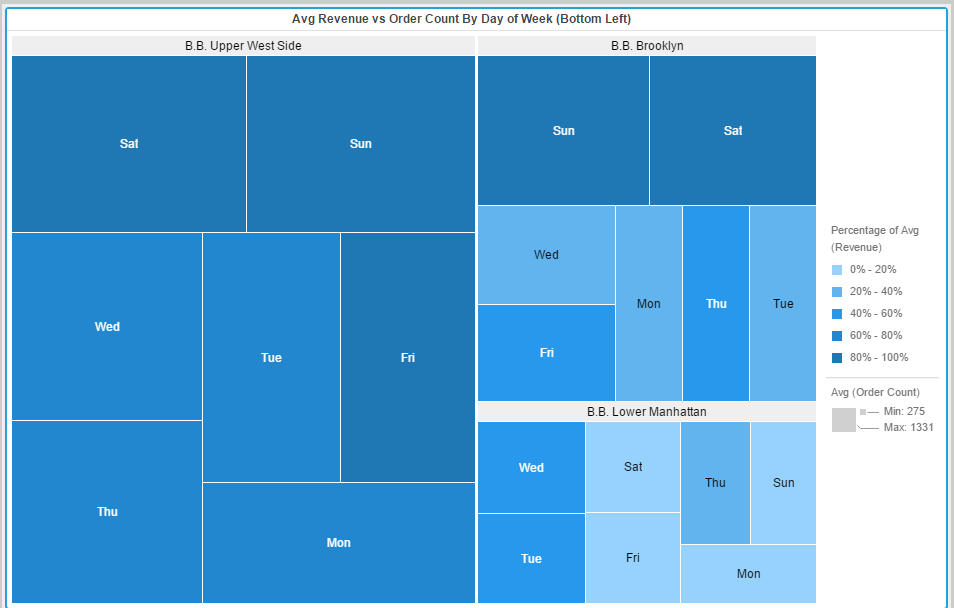 Avg Revenue vs Order Count By Day of Week (Bottom Left)
B.B. Upper West Side
Sat
Sun
Wed
Tue
Fri
Thu
Mon
B.B. Brooklyn
Sun
Sat
Wed
Mon
Thu
Tue
Fri
B.B. Lower Manhattan
Wed
Sat
Thu
Sun
Tue
Fri
Mon
Percentage of Avg
(Revenue)
0% - 20%
20% - 40%
40% - 60%
60% - 80%
80% - 100%
Avg (Order Count)
Min: 275
Max: 1331